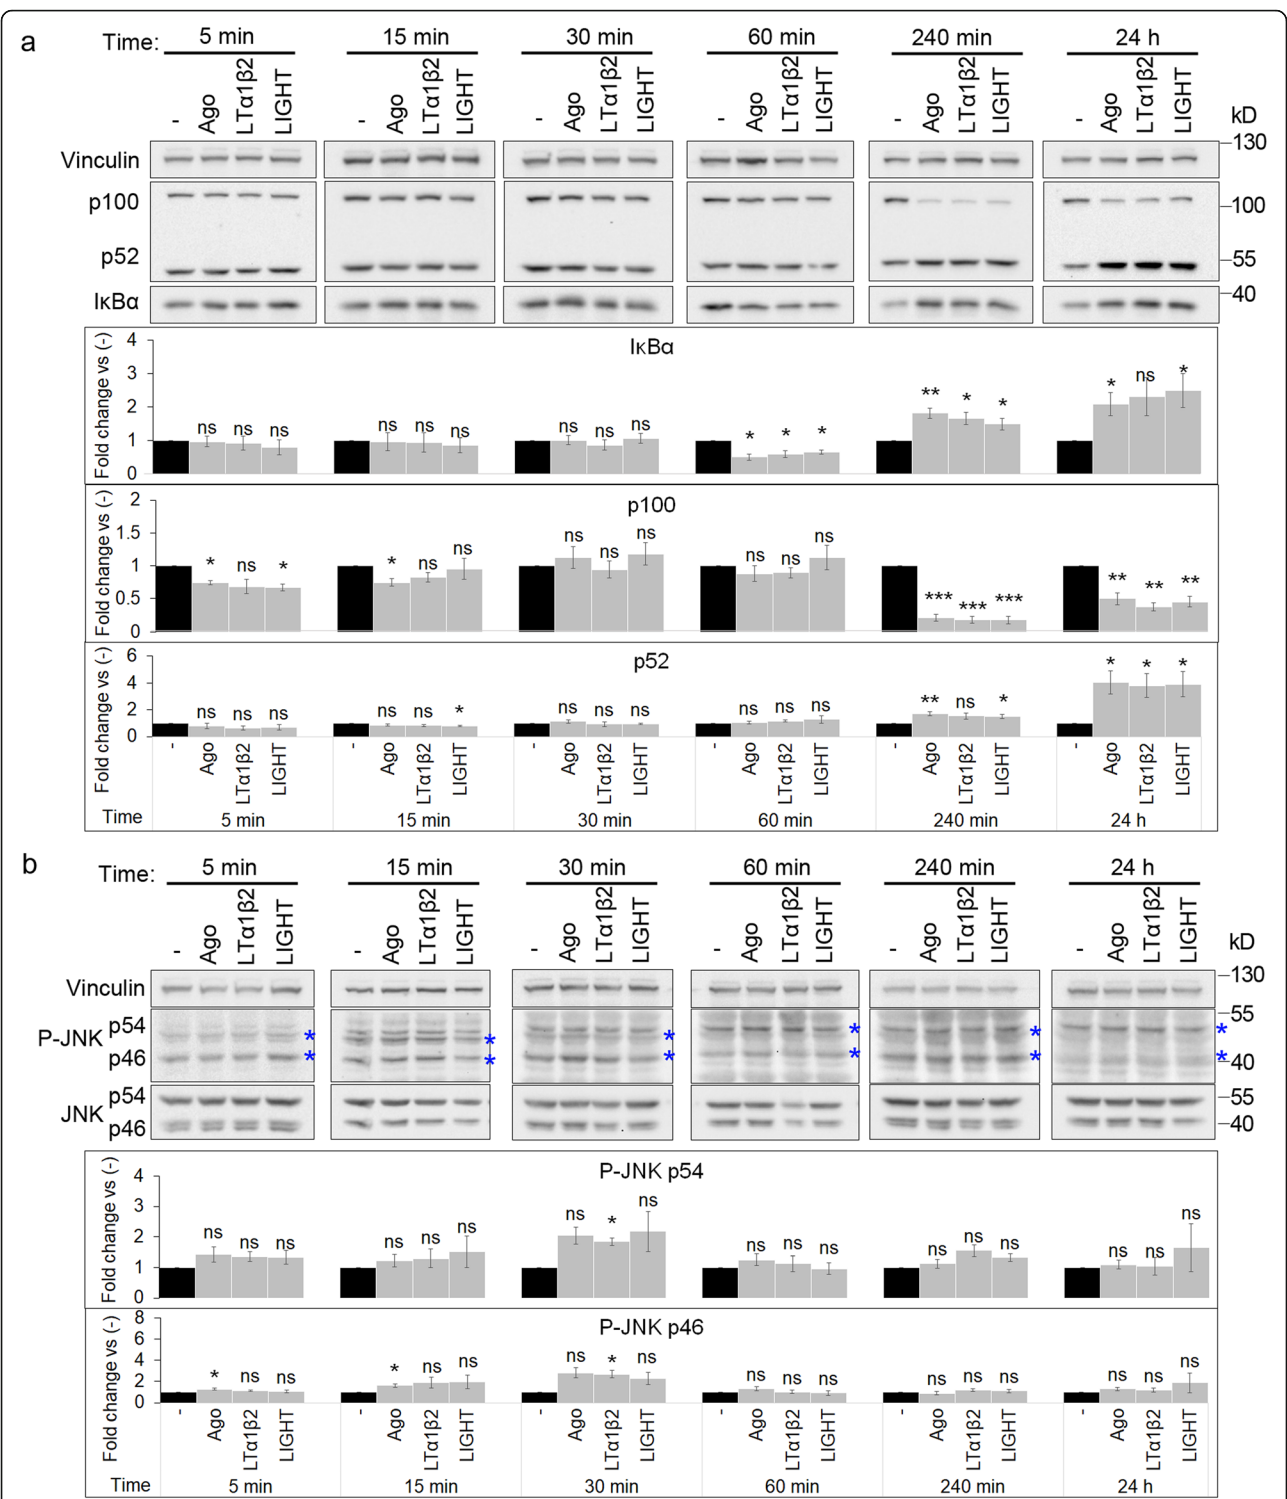 a
Time: 5 min 15 min 30 min 60 min 240 min 24 h
- Ago LTα1β2 LIGHT - Ago LTα1β2 LIGHT - Ago LTα1β2 LIGHT - Ago LTα1β2 LIGHT - Ago LTα1β2 LIGHT - Ago LTα1β2 LIGHT
kD
Vinculin 130
p100 100
p52 55
IκBα 40
IκBα
Fold change vs (-)
4
3
2
1
0
ns ns ns ns ns ns ns ns ns * * * ** * * * ns *
p100
Fold change vs (-)
2
1.5
1
0.5
0
* ns * * ns ns ns ns ns ns ns ns *** *** *** ** ** **
p52
Fold change vs (-)
6
4
2
0
ns ns ns ns ns * ns ns ns ns ns ns ** ns * * * *
- Ago LTα1β2 LIGHT - Ago LTα1β2 LIGHT - Ago LTα1β2 LIGHT - Ago LTα1β2 LIGHT - Ago LTα1β2 LIGHT - Ago LTα1β2 LIGHT
Time 5 min 15 min 30 min 60 min 240 min 24 h
b
Time: 5 min 15 min 30 min 60 min 240 min 24 h
- Ago LTα1β2 LIGHT - Ago LTα1β2 LIGHT - Ago LTα1β2 LIGHT - Ago LTα1β2 LIGHT - Ago LTα1β2 LIGHT - Ago LTα1β2 LIGHT
kD
Vinculin 130
P-JNK p54 * * * * * * 55
p46 * * * * * * 40
JNK p54 55
p46 40
P-JNK p54
Fold change vs (-)
4
3
2
1
0
ns ns ns ns ns ns ns * ns ns ns ns ns ns ns ns ns ns
P-JNK p46
Fold change vs (-)
8
6
4
2
0
* ns ns * ns ns ns * ns ns ns ns ns ns ns ns ns ns
- Ago LTα1β2 LIGHT - Ago LTα1β2 LIGHT - Ago LTα1β2 LIGHT - Ago LTα1β2 LIGHT - Ago LTα1β2 LIGHT - Ago LTα1β2 LIGHT
Time 5 min 15 min 30 min 60 min 240 min 24 h